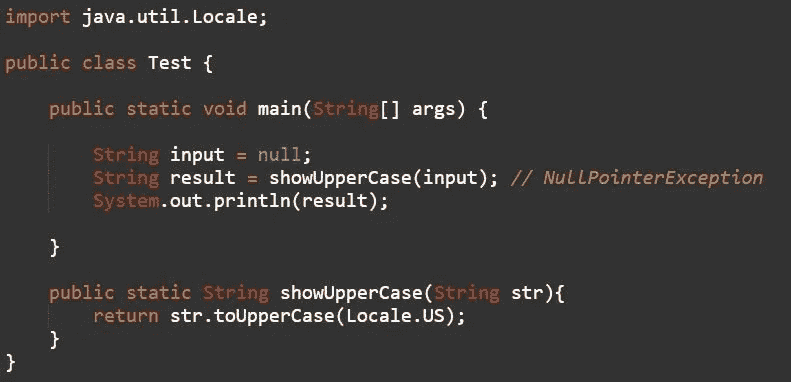 import java.util.Locale;
public class Test {
public static void main(String[] args) {
String input = null;
String result = showUpperCase(input); // NullPointerException
System.out.println(result);
}
public static String showUpperCase(String str){
return str.toUpperCase(Locale.US);
}
}